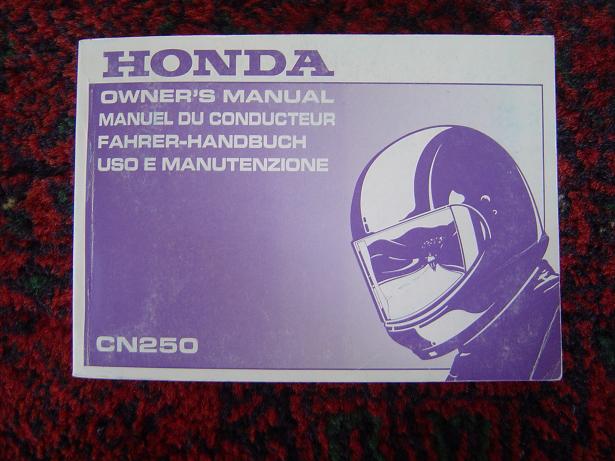 HONDA
OWNER'S MANUAL
MANUEL DU CONDUCTEUR
FAHRER-HANDBUCH
USO E MANUTENZIONE
CN250